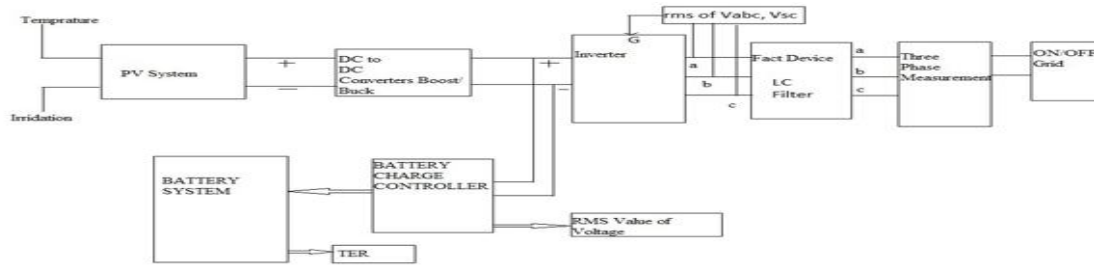 Temprature
rms of Vabc, Vsc
G
Inverter
PV System
+
−
DC to
DC
Converters Boost/
Buck
+
−
a
b
c
Fact Device
LC
Filter
a
b
c
Three
Phase
Measurement
ON/OFF
Grid
Irridation
BATTERY
SYSTEM
BATTERY
CHARGE
CONTROLLER
RMS Value of
Voltage
TER